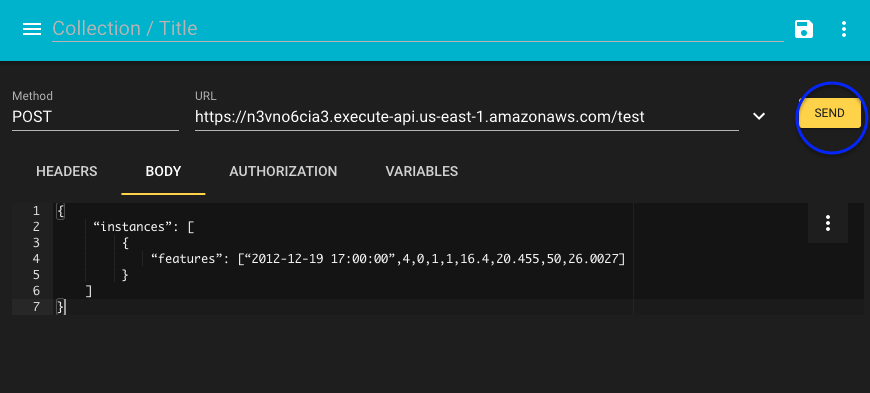 Collection / Title
Method
POST
URL
https://n3vno6cia3.execute-api.us-east-1.amazonaws.com/test
SEND
HEADERS BODY AUTHORIZATION VARIABLES
1 {
2 “instances”: [
3 {
4 “features”: [“2012-12-19 17:00:00”,4,0,1,1,16.4,20.455,50,26.0027]
5 }
6 ]
7 }